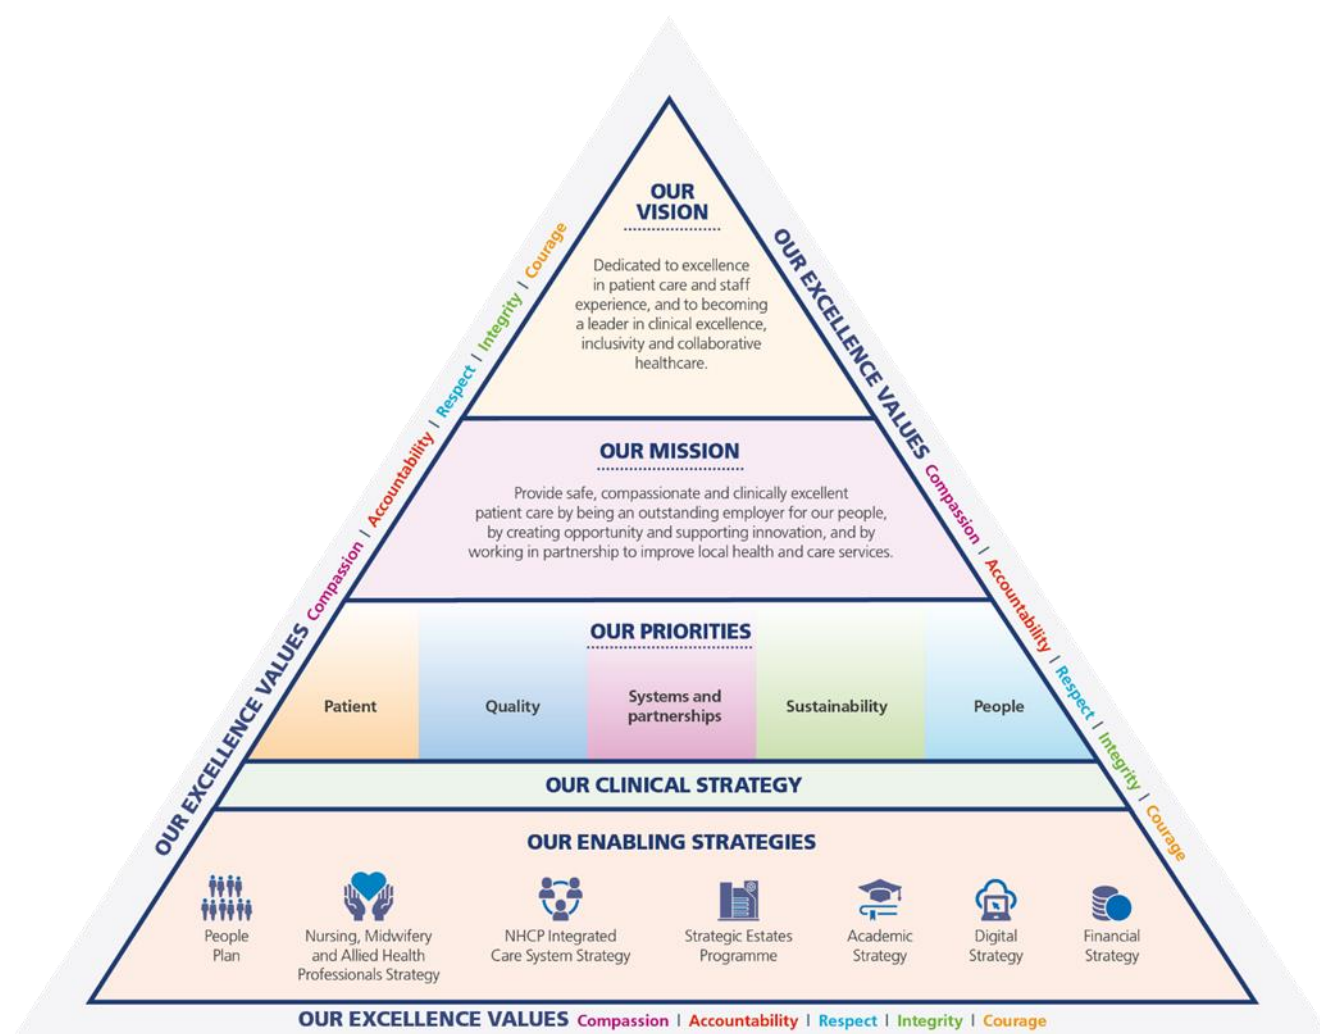 OUR
VISION
Dedicated to excellence
in patient care and staff
experience, and to becoming
a leader in clinical excellence,
inclusivity and collaborative
healthcare.
OUR MISSION
Provide safe, compassionate and clinically excellent
patient care by being an outstanding employer for our people,
by creating opportunity and supporting innovation, and by
working in partnership to improve local health and care services.
OUR PRIORITIES
Patient
Quality
Systems and
partnerships
Sustainability
People
OUR CLINICAL STRATEGY
OUR ENABLING STRATEGIES
People
Plan
Nursing, Midwifery
and Allied Health
Professionals Strategy
NHCP Integrated
Care System Strategy
Strategic Estates
Programme
Academic
Strategy
Digital
Strategy
Financial
Strategy
OUR EXCELLENCE VALUES Compassion | Accountability | Respect | Integrity | Courage
OUR EXCELLENCE VALUES Compassion | Accountability | Respect | Integrity | Courage
OUR EXCELLENCE VALUES Compassion | Accountability | Respect | Integrity | Courage